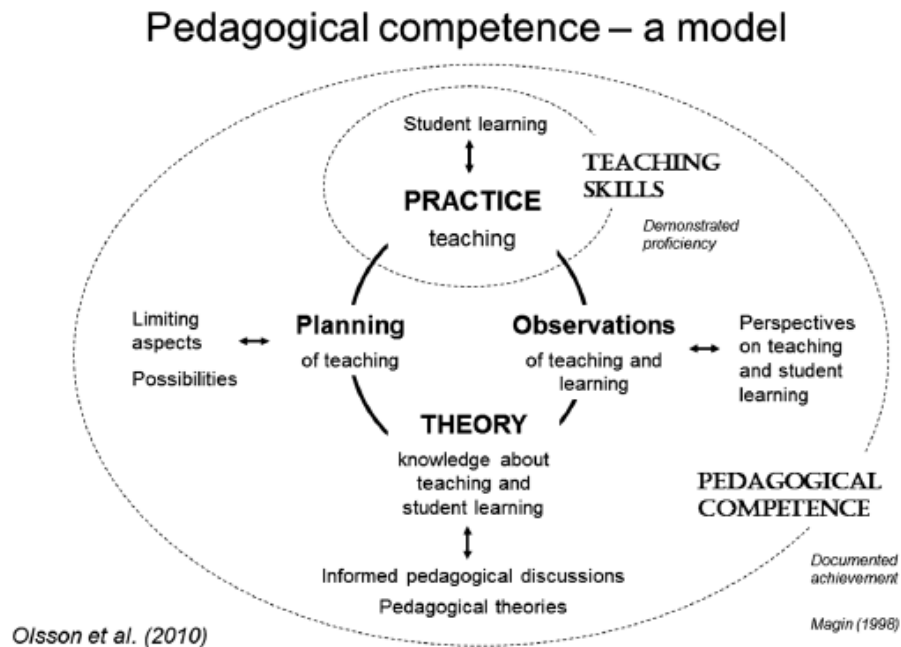 Pedagogical competence – a model
Student learning
PRACTICE
teaching
TEACHING
SKILLS
Demonstrated
proficiency
Limiting
aspects
Possibilities
Planning
of teaching
Observations
of teaching and
learning
Perspectives
on teaching
and student
learning
THEORY
knowledge about
teaching and
student learning
PEDAGOGICAL
COMPETENCE
Informed pedagogical discussions
Pedagogical theories
Documented
achievement
Magin (1998)
Olsson et al. (2010)